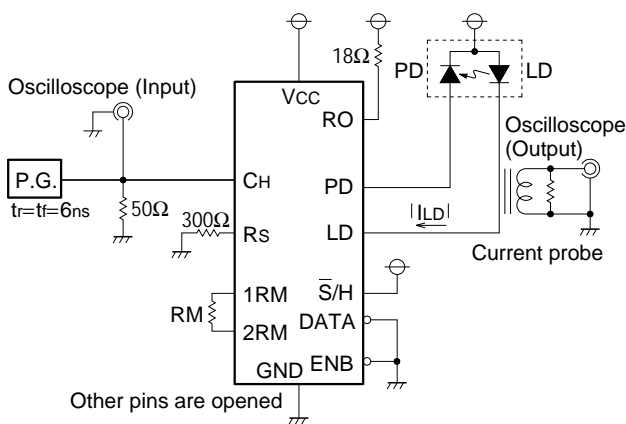 18Ω
PD
LD
Oscilloscope (Input)
VCC
RO
Oscilloscope
(Output)
P.G.
tr=tf=6ns
50Ω
CH
PD
300Ω
RS
LD
|ILD|
Current probe
S̅/H
1RM
RM
2RM
DATA
ENB
GND
Other pins are opened